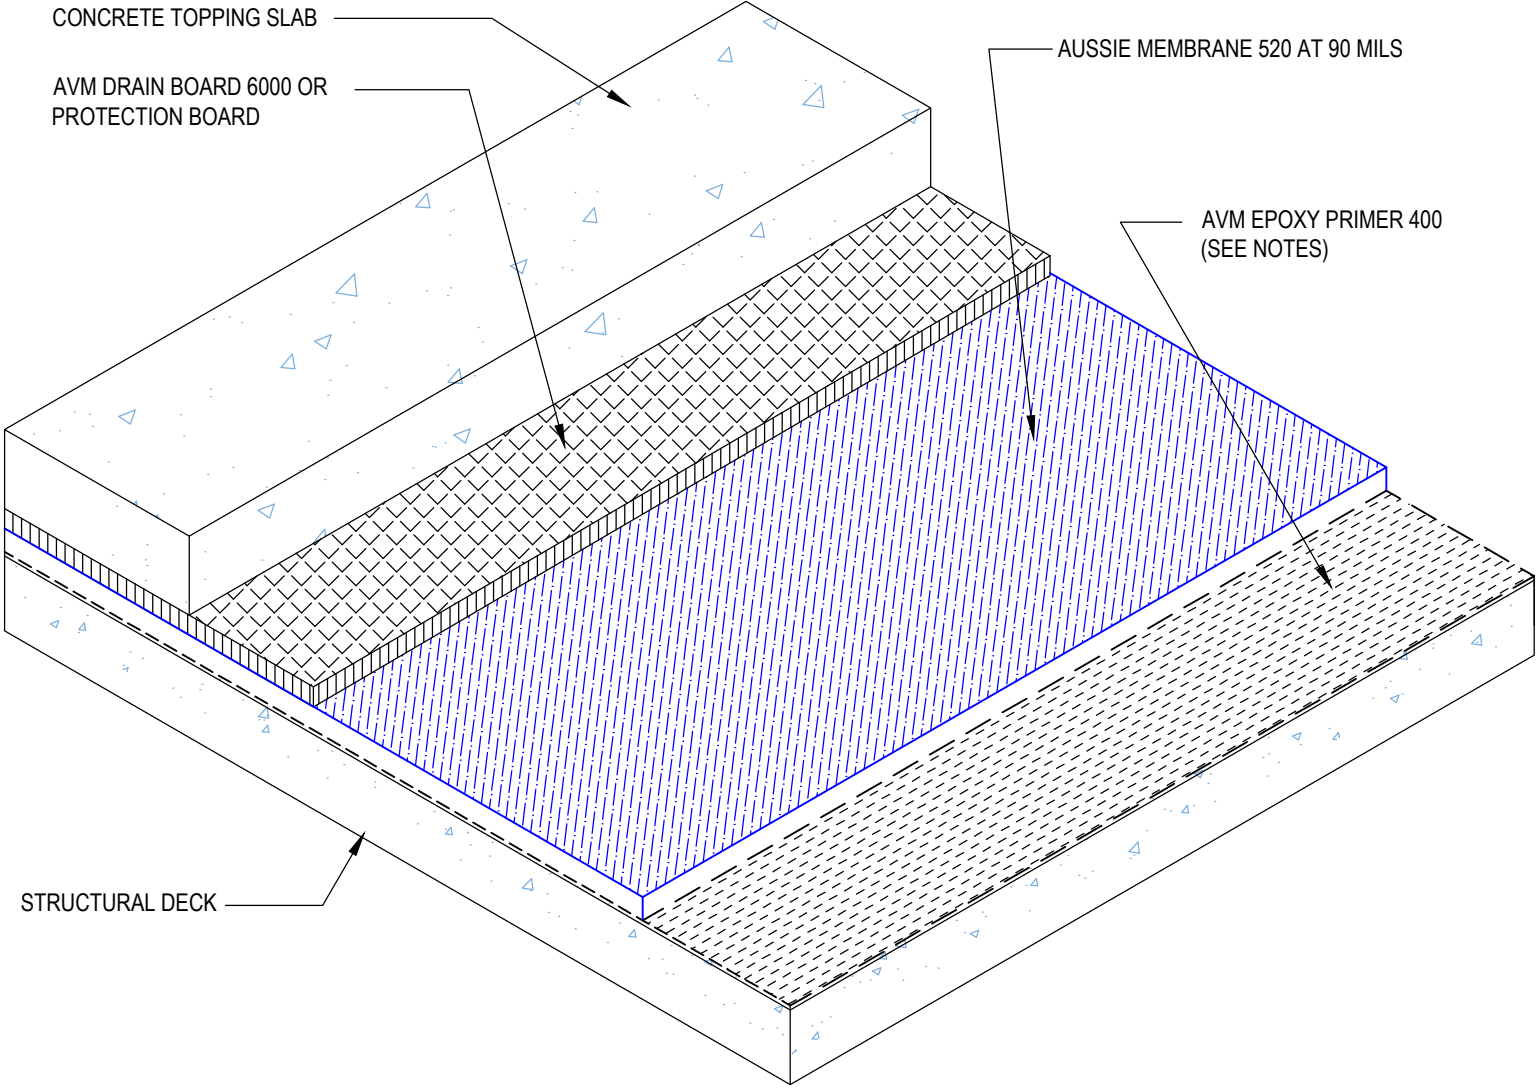 CONCRETE TOPPING SLAB
AVM DRAIN BOARD 6000 OR
PROTECTION BOARD
AUSSIE MEMBRANE 520 AT 90 MILS
AVM EPOXY PRIMER 400
(SEE NOTES)
STRUCTURAL DECK